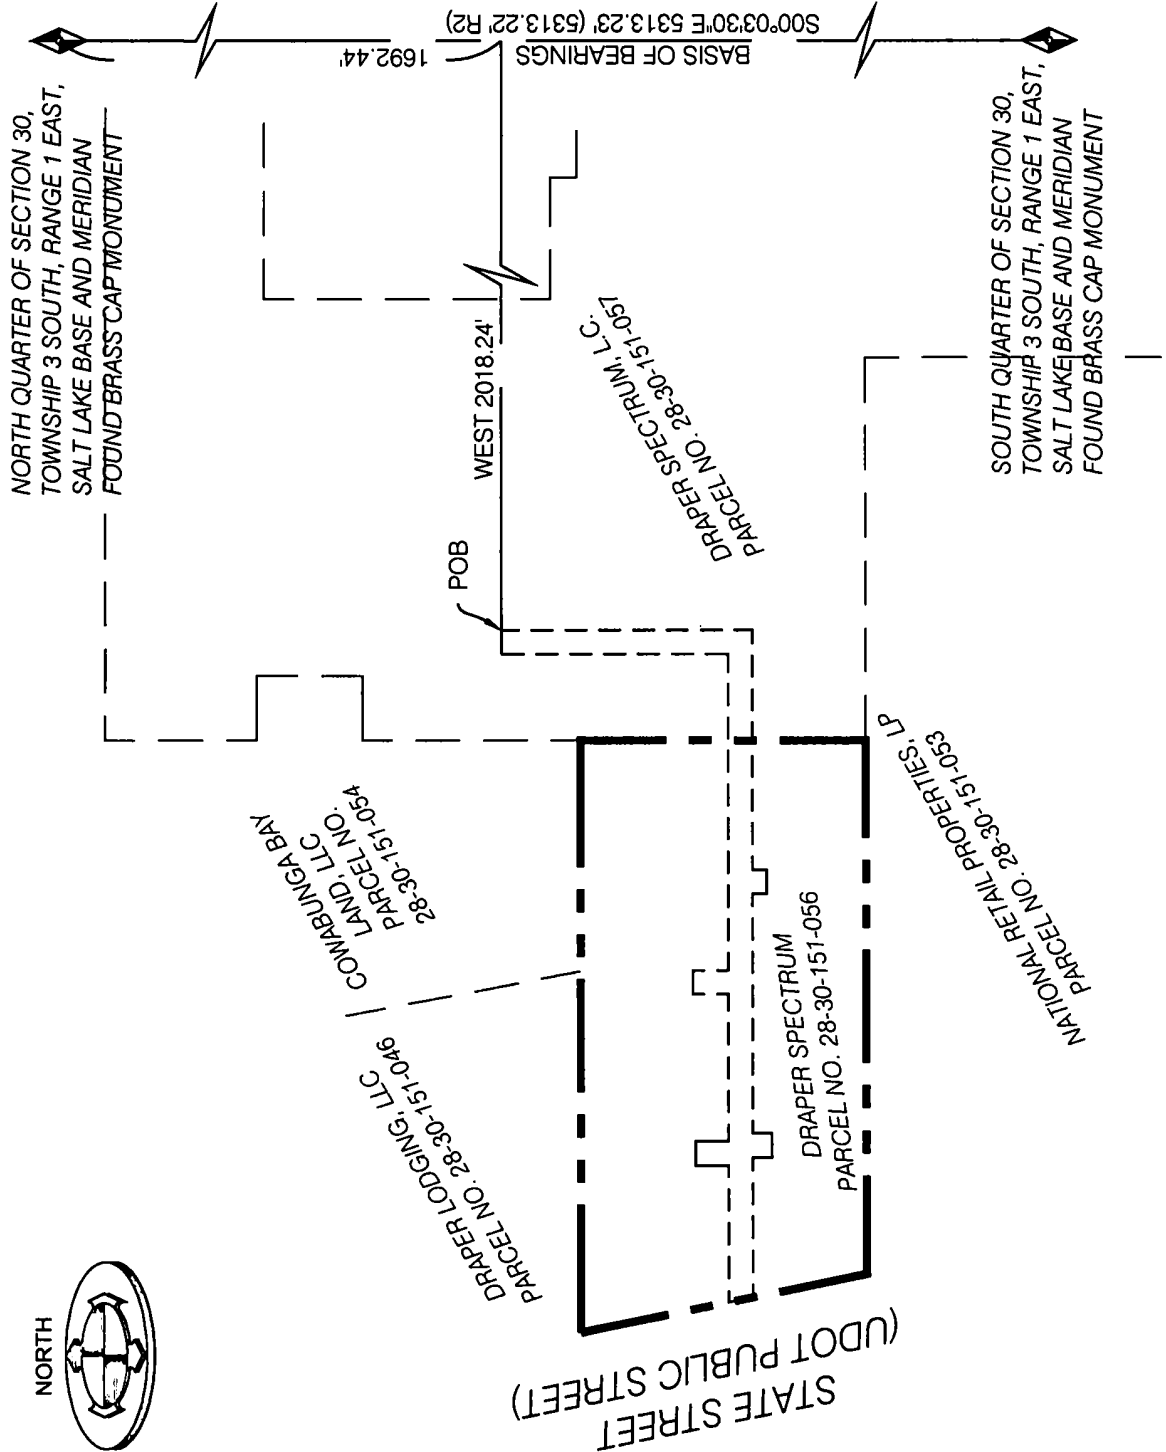 NORTH
NORTH QUARTER OF SECTION 30,
TOWNSHIP 3 SOUTH, RANGE 1 EAST,
SALT LAKE BASE AND MERIDIAN
FOUND BRASS CAP MONUMENT
1692.44'
BASIS OF BEARINGS
S00°03'30"E 5313.23' (5313.22' R2)
SOUTH QUARTER OF SECTION 30,
TOWNSHIP 3 SOUTH, RANGE 1 EAST,
SALT LAKE BASE AND MERIDIAN
FOUND BRASS CAP MONUMENT
WEST 2018.24'
POB
DRAPER SPECTRUM, L.C.
PARCEL NO. 28-30-151-057
COWABUNGA BAY
LAND, LLC
PARCEL NO.
28-30-151-054
DRAPER LODGING, LLC
PARCEL NO. 28-30-151-046
DRAPER SPECTRUM
PARCEL NO. 28-30-151-056
NATIONAL RETAIL PROPERTIES, LP
PARCEL NO. 28-30-151-053
STATE STREET
(UDOT PUBLIC STREET)